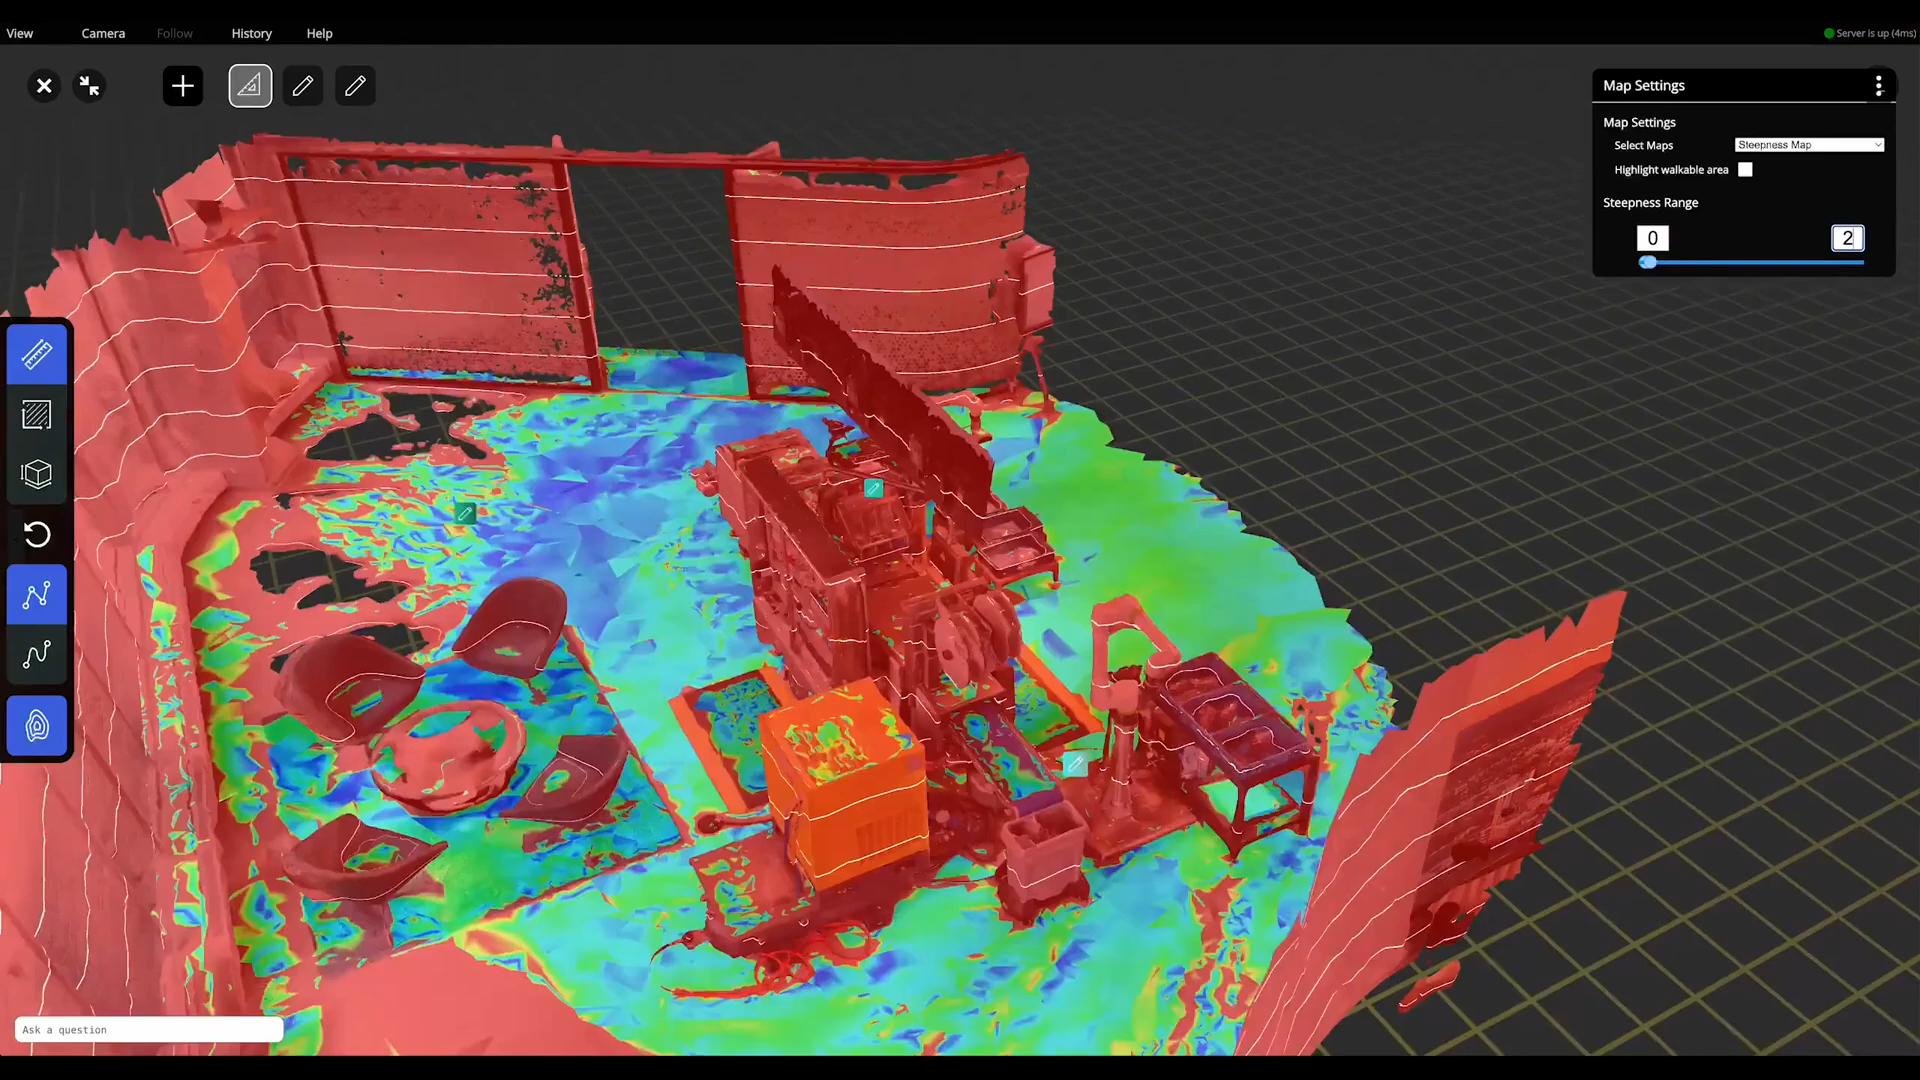 View Camera Follow History Help
Server is up (4ms)
Map Settings
Map Settings
Select Maps Steepness Map
Highlight walkable area
Steepness Range
0 2
Ask a question